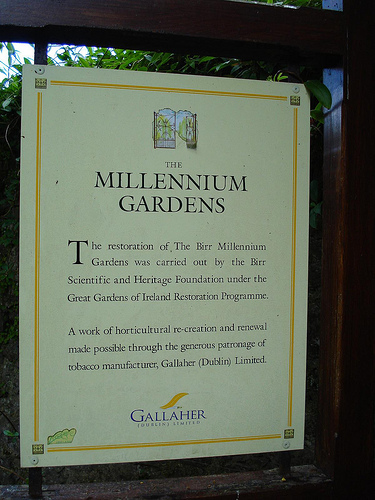 THE
MILLENNIUM
GARDENS
The restoration of The Birr Millennium
Gardens was carried out by the Birr
Scientific and Heritage Foundation under the
Great Gardens of Ireland Restoration Programme.
A work of horticultural re-creation and renewal
made possible through the generous patronage of
tobacco manufacturer, Gallaher (Dublin) Limited.
GALLAHER
(DUBLIN) LIMITED